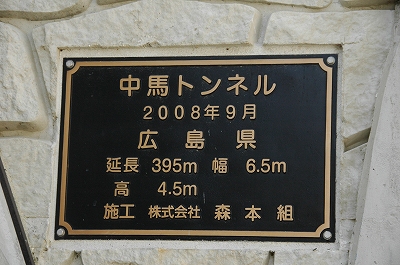 中馬トンネル
2008年9月
広島県
延長 395m 幅 6.5m
高 4.5m
施工 株式会社 森本組